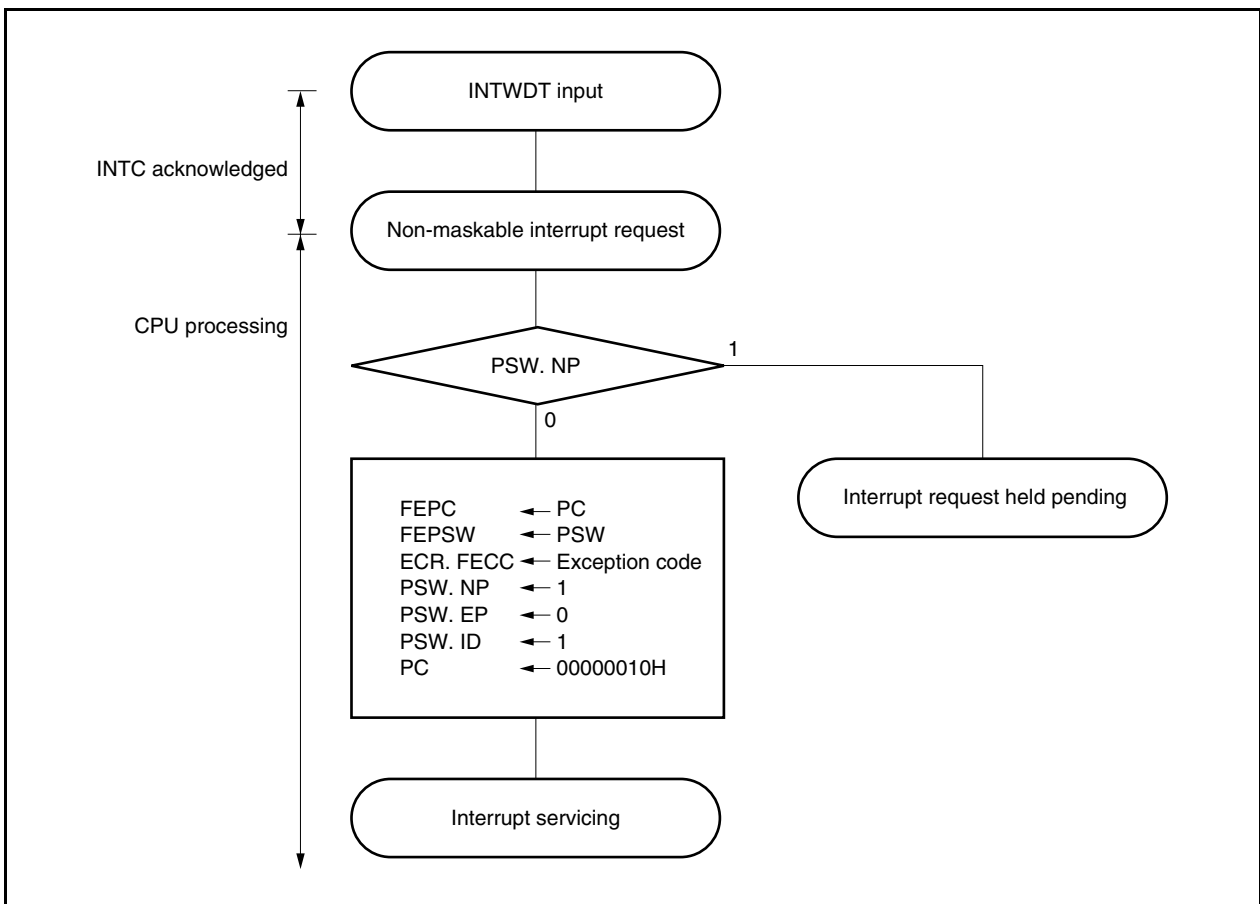 INTWDT input
INTC acknowledged
Non-maskable interrupt request
CPU processing
PSW. NP
1
0
Interrupt request held pending
FEPC ← PC
FEPSW ← PSW
ECR. FECC ← Exception code
PSW. NP ← 1
PSW. EP ← 0
PSW. ID ← 1
PC ← 00000010H
Interrupt servicing